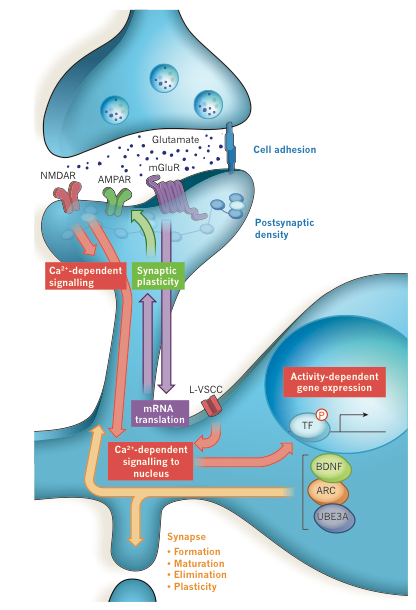 Glutamate
Cell adhesion
NMDAR
AMPAR
mGluR
Postsynaptic
density
Ca²⁺-dependent
signalling
Synaptic
plasticity
L-VSCC
Activity-dependent
gene expression
mRNA
translation
TF
P
Ca²⁺-dependent
signalling to
nucleus
BDNF
ARC
UBE3A
Synapse
• Formation
• Maturation
• Elimination
• Plasticity